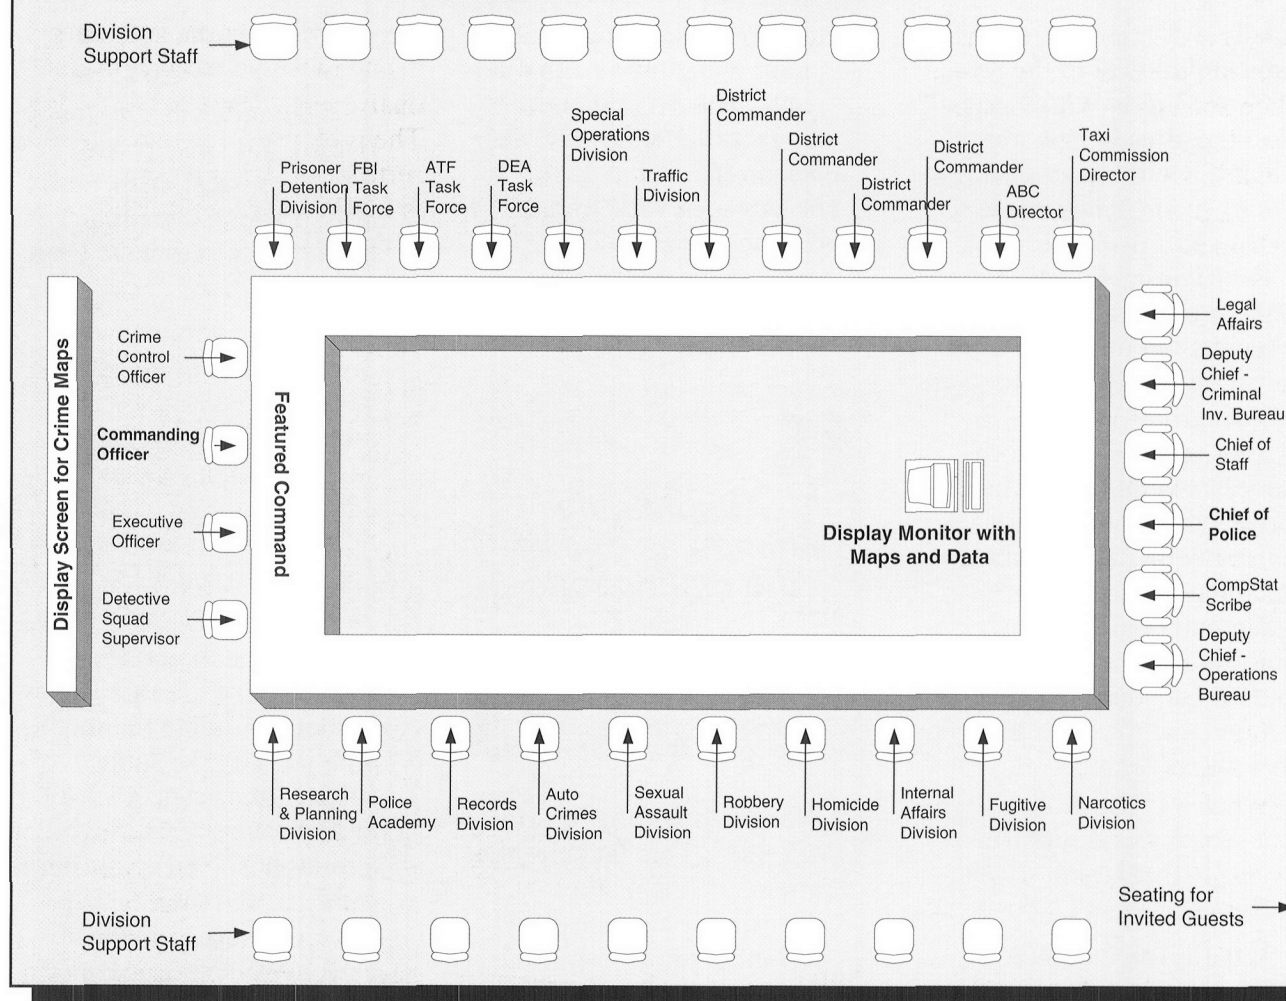 Division
Support Staff
Prisoner
Detention
Division
FBI
Task
Force
ATF
Task
Force
DEA
Task
Force
Special
Operations
Division
Traffic
Division
District
Commander
District
Commander
District
Commander
District
Commander
ABC
Director
Taxi
Commission
Director
Display Screen for Crime Maps
Crime
Control
Officer
Commanding
Officer
Executive
Officer
Detective
Squad
Supervisor
Featured Command
Display Monitor with
Maps and Data
Legal
Affairs
Deputy
Chief -
Criminal
Inv. Bureau
Chief of
Staff
Chief of
Police
CompStat
Scribe
Deputy
Chief -
Operations
Bureau
Research
& Planning
Division
Police
Academy
Records
Division
Auto
Crimes
Division
Sexual
Assault
Division
Robbery
Division
Homicide
Division
Internal
Affairs
Division
Fugitive
Division
Narcotics
Division
Division
Support Staff
Seating for
Invited Guests